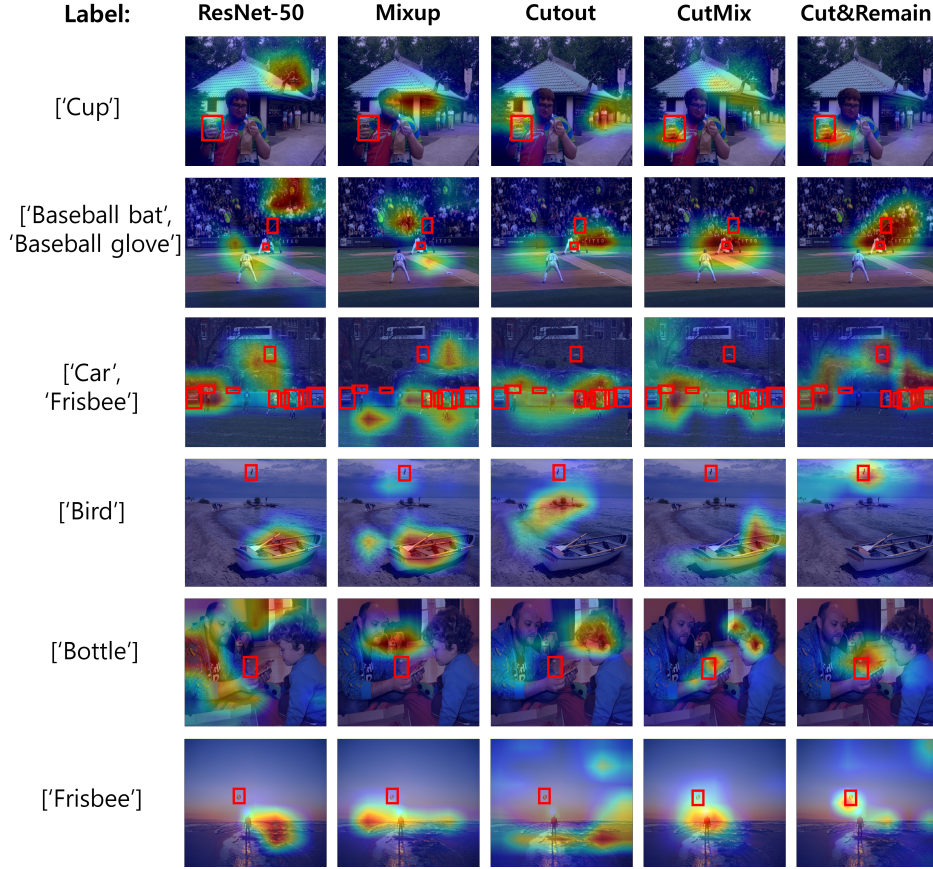 Label: ResNet-50 Mixup Cutout CutMix Cut&Remain
['Cup']
['Baseball bat',
'Baseball glove']
['Car',
'Frisbee']
['Bird']
['Bottle']
['Frisbee']